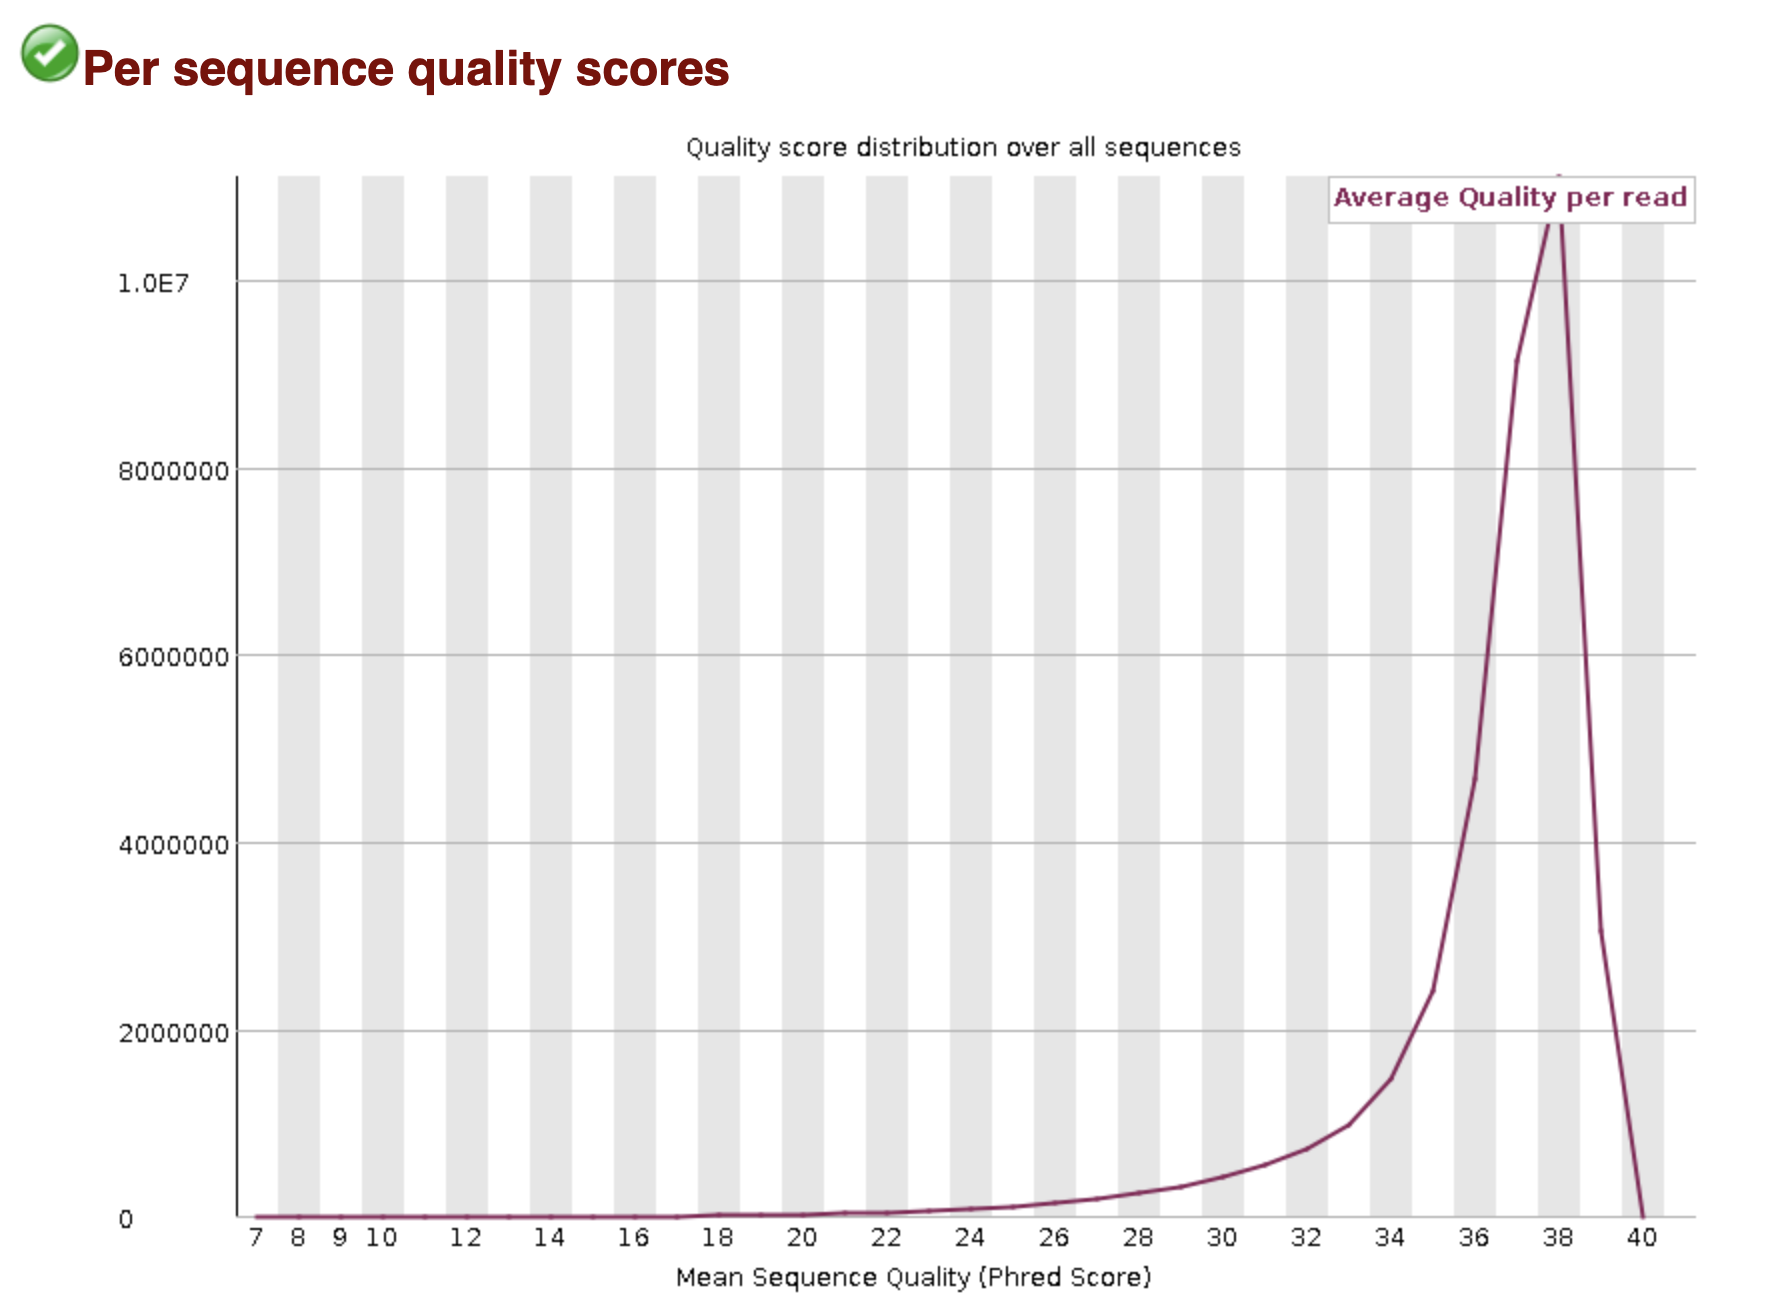 Per sequence quality scores
Quality score distribution over all sequences
Average Quality per read
1.0E7
8000000
6000000
4000000
2000000
0
7 8 9 10 12 14 16 18 20 22 24 26 28 30 32 34 36 38 40
Mean Sequence Quality (Phred Score)